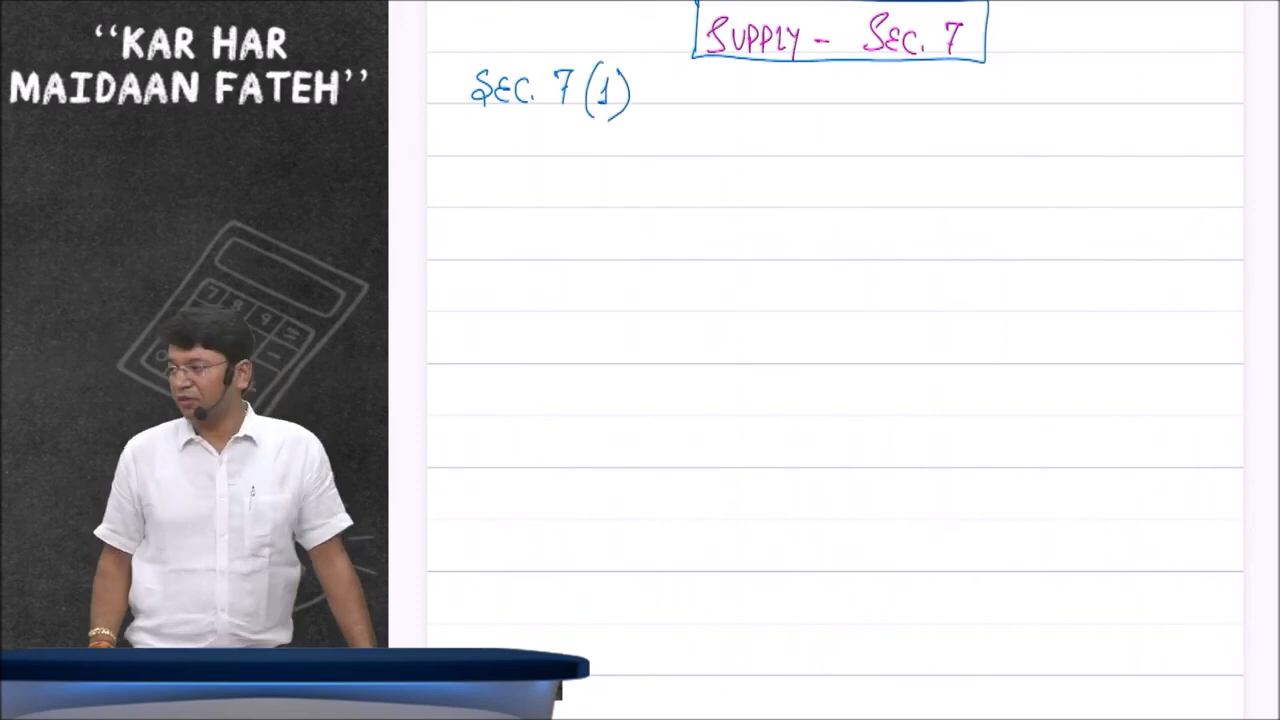 “KAR HAR
MAIDAAN FATEH”
SUPPLY - SEC. 7
SEC. 7 (1)